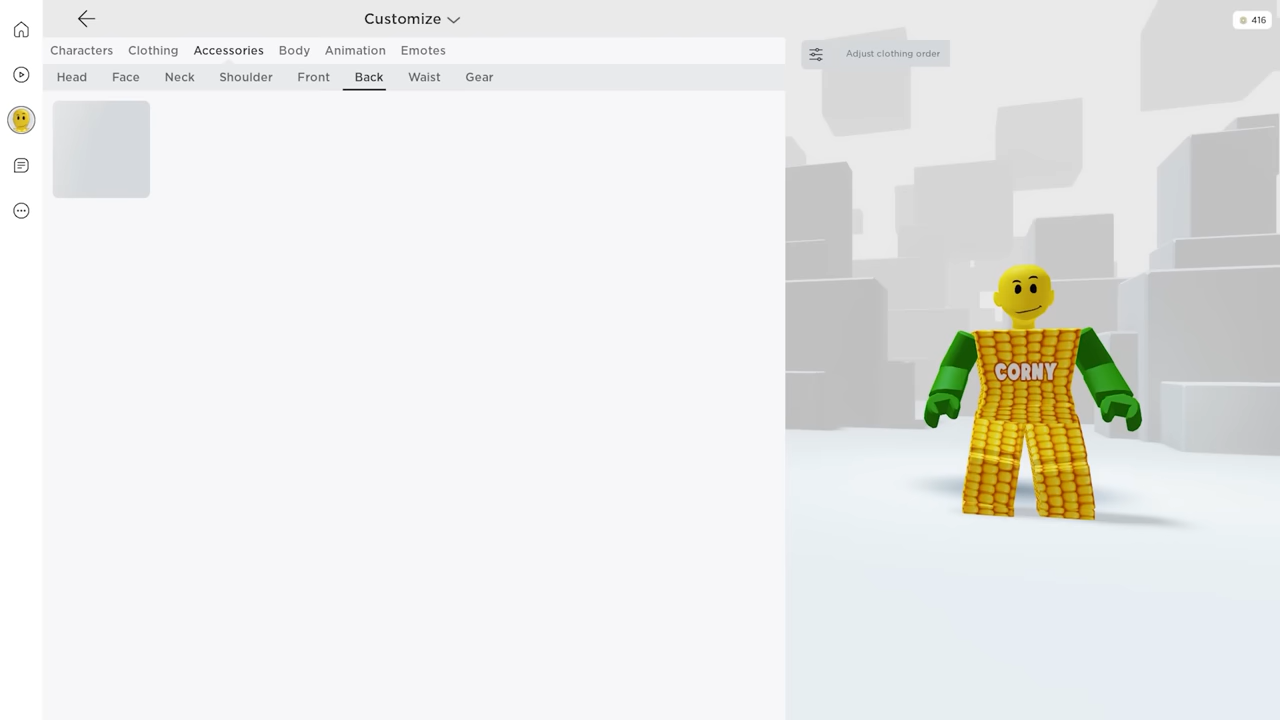 Customize
416
Characters Clothing Accessories Body Animation Emotes
Adjust clothing order
Head Face Neck Shoulder Front Back Waist Gear
CORNY